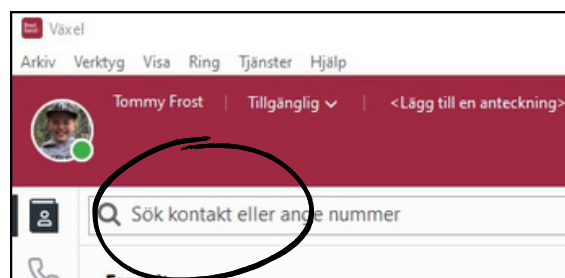 Växel
Arkiv Verktyg Visa Ring Tjänster Hjälp
Tommy Frost | Tillgänglig | <Lägg till en anteckning>
Sök kontakt eller ange nummer